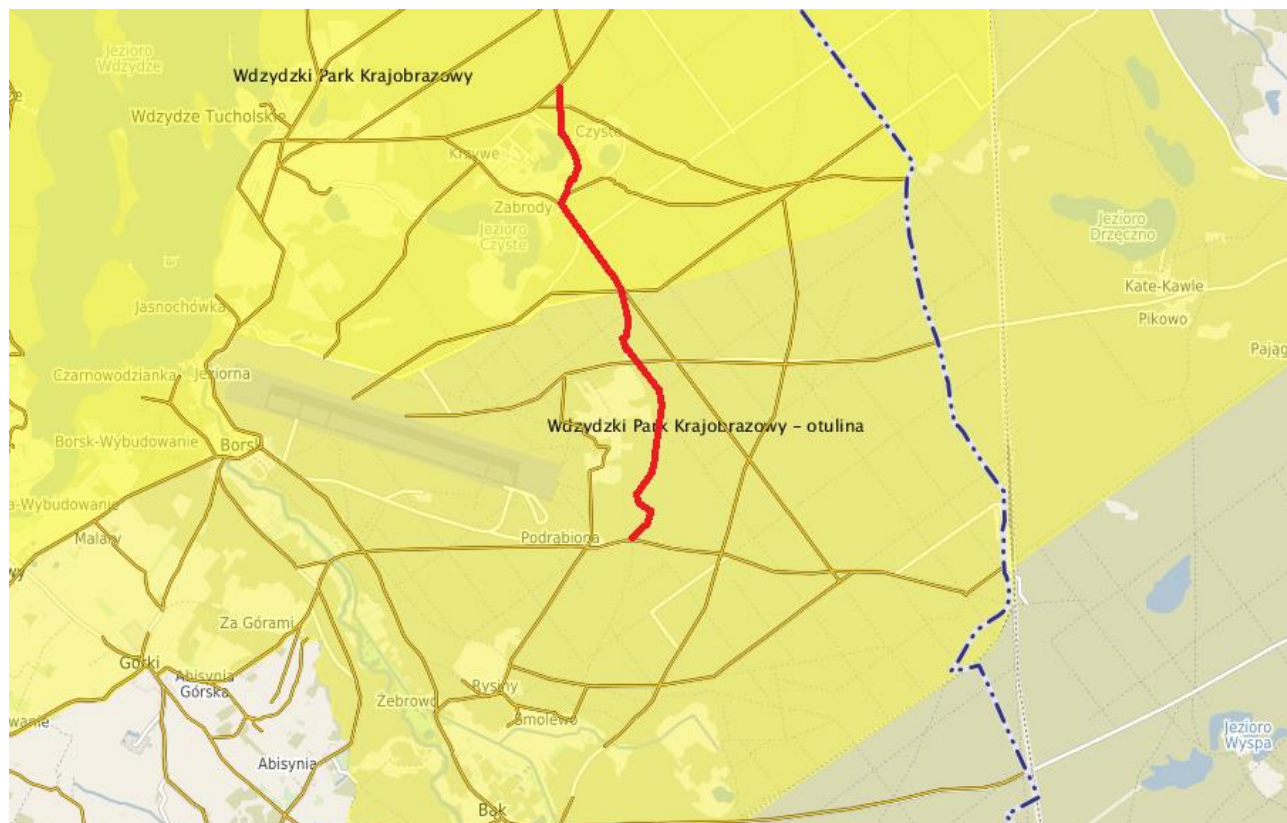 Jezioro
Wdzydze
Wdzydzki Park Krajobrazowy
Wdzydze Tucholskie
Czyste
Krzywe
Zabrody
Jezioro
Czyste
Jezioro
Drzęczno
Kate-Kawle
Pikowo
Jasnochówka
Czarnowodzianka
Jeziorna
Borsk-Wybudowanie
Borsk
Wdzydzki Park Krajobrazowy – otulina
a-Wybudowanie
Malary
Podrąbiona
Za Górami
Górki
Abisynia
Górska
Żebrowo
Rysiny
Smolewo
wanie
Abisynia
Jezioro
Wyspa
Bąk